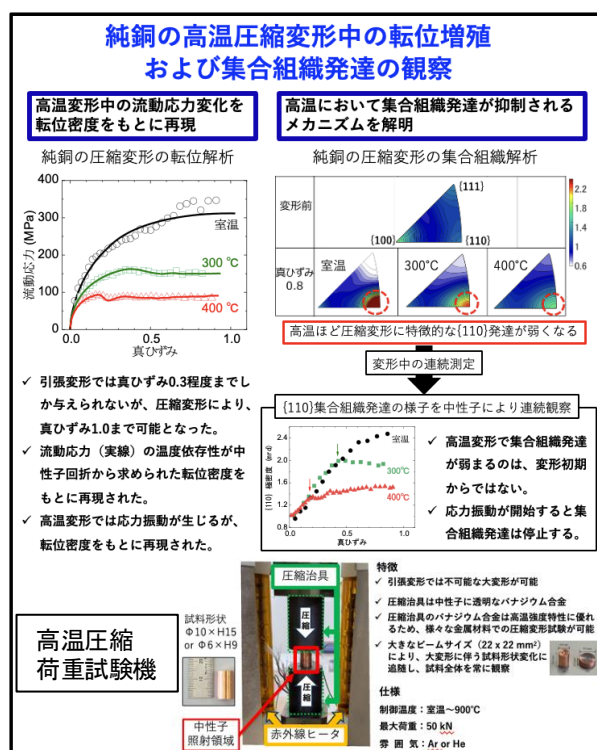 純銅の高温圧縮変形中の転位増殖
および集合組織発達の観察
高温変形中の流動応力変化を
転位密度をもとに再現
純銅の圧縮変形の転位解析
400
300
200
100
0
流動応力 (MPa)
室温
300 ℃
400 ℃
0.0
0.5
1.0
真ひずみ
✓ 引張変形では真ひずみ0.3程度までし
か与えられないが、圧縮変形により、
真ひずみ1.0まで可能となった。
✓ 流動応力（実線）の温度依存性が中
性子回折から求められた転位密度を
もとに再現された。
✓ 高温変形では応力振動が生じるが、
転位密度をもとに再現された。
高温において集合組織発達が抑制される
メカニズムを解明
純銅の圧縮変形の集合組織解析
変形前
{111}
{100}
{110}
2.2
1.8
1.4
1
0.6
真ひずみ
0.8
室温
300°C
400°C
高温ほど圧縮変形に特徴的な{110}発達が弱くなる
変形中の連続測定
{110}集合組織発達の様子を中性子により連続観察
{110} 極密度 (mrd)
2.4
2.0
1.6
1.2
0.8
室温
300℃
400℃
0.0
0.5
1.0
真ひずみ
✓ 高温変形で集合組織発達
が弱まるのは、変形初期
からではない。
✓ 応力振動が開始すると集
合組織発達は停止する。
高温圧縮
荷重試験機
試料形状
Φ10×H15
or Φ6×H9
圧縮治具
圧縮
圧縮
中性子
照射領域
赤外線ヒータ
特徴
✓ 引張変形では不可能な大変形が可能
✓ 圧縮治具は中性子に透明なバナジウム合金
✓ 圧縮治具のバナジウム合金は高温強度特性に優れ
るため、様々な金属材料での圧縮変形試験が可能
✓ 大きなビームサイズ（22 x 22 mm²）
により、大変形に伴う試料形状変化に
追随し、試料全体を常に観察
仕様
制御温度：室温～900℃
最大荷重：50 kN
雰 囲 気：Ar or He